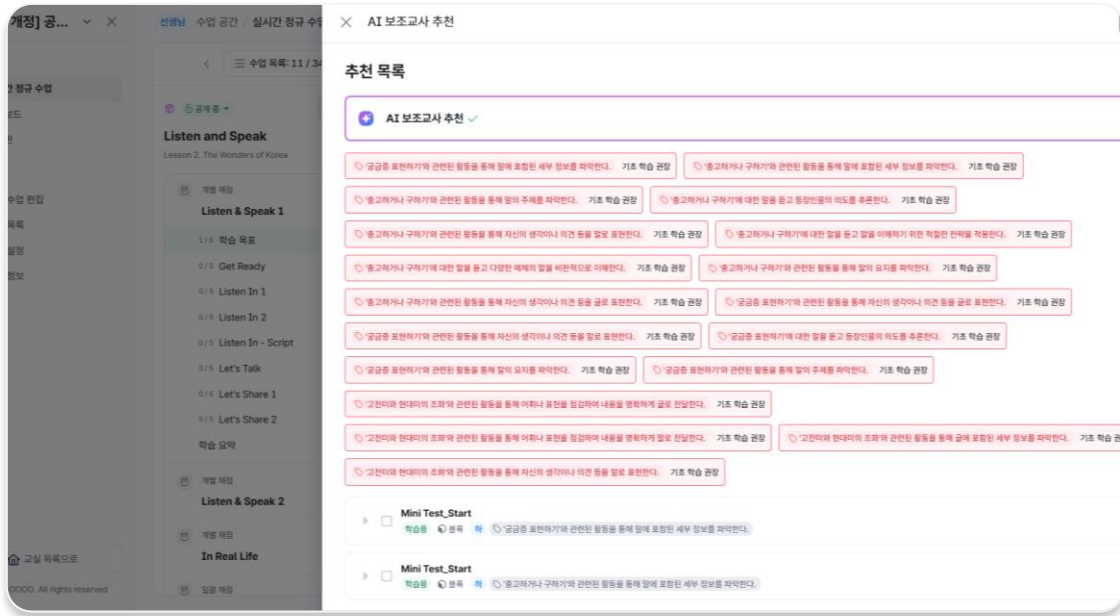 개정] 공...
선생님 수업 공간 / 실시간 정규 수업
AI 보조교사 추천
수업 목록: 11 / 34
추천 목록
간 정규 수업
보드
공개 중
AI 보조교사 추천
Listen and Speak
Lesson 2. The Wonders of Korea
'궁금증 표현하기'와 관련된 활동을 통해 말에 포함된 세부 정보를 파악한다. 기초 학습 권장
'충고하거나 구하기'와 관련된 활동을 통해 말에 포함된 세부 정보를 파악한다. 기초 학습 권장
개별 채점
Listen & Speak 1
'충고하거나 구하기'와 관련된 활동을 통해 말의 주제를 파악한다. 기초 학습 권장
'충고하거나 구하기'에 대한 말을 듣고 등장인물의 의도를 추론한다. 기초 학습 권장
수업 편집
목록
1/5 학습 목표
'충고하거나 구하기'와 관련된 활동을 통해 자신의 생각이나 의견 등을 말로 표현한다. 기초 학습 권장
'충고하거나 구하기'에 대한 말을 듣고 말을 이해하기 위한 적절한 전략을 적용한다. 기초 학습 권장
설정
정보
0/5 Get Ready
'충고하거나 구하기'에 대한 말을 듣고 다양한 매체의 말을 비판적으로 이해한다. 기초 학습 권장
'충고하거나 구하기'와 관련된 활동을 통해 말의 요지를 파악한다. 기초 학습 권장
0/5 Listen In 1
'충고하거나 구하기'와 관련된 활동을 통해 자신의 생각이나 의견 등을 글로 표현한다. 기초 학습 권장
'궁금증 표현하기'와 관련된 활동을 통해 자신의 생각이나 의견 등을 글로 표현한다. 기초 학습 권장
0/5 Listen In 2
0/5 Listen In - Script
'궁금증 표현하기'와 관련된 활동을 통해 자신의 생각이나 의견 등을 말로 표현한다. 기초 학습 권장
'궁금증 표현하기'에 대한 말을 듣고 등장인물의 의도를 추론한다. 기초 학습 권장
0/5 Let's Talk
'궁금증 표현하기'와 관련된 활동을 통해 말의 요지를 파악한다. 기초 학습 권장
'궁금증 표현하기'와 관련된 활동을 통해 말의 주제를 파악한다. 기초 학습 권장
0/5 Let's Share 1
'고전미와 현대미의 조화'와 관련된 활동을 통해 어휘나 표현을 점검하며 내용을 명확하게 글로 전달한다. 기초 학습 권장
0/5 Let's Share 2
학습 요약
'고전미와 현대미의 조화'와 관련된 활동을 통해 어휘나 표현을 점검하며 내용을 명확하게 말로 전달한다. 기초 학습 권장
'고전미와 현대미의 조화'와 관련된 활동을 통해 글에 포함된 세부 정보를 파악한다. 기초 학습 권
'고전미와 현대미의 조화'와 관련된 활동을 통해 자신의 생각이나 의견 등을 말로 표현한다. 기초 학습 권장
개별 채점
Listen & Speak 2
Mini Test_Start
학습용 블록 하 '궁금증 표현하기'와 관련된 활동을 통해 말에 포함된 세부 정보를 파악한다.
개별 채점
In Real Life
교실 목록으로
Mini Test_Start
학습용 블록 하 '충고하거나 구하기'와 관련된 활동을 통해 말에 포함된 세부 정보를 파악한다.
OOOO. All rights reserved
일괄 채점